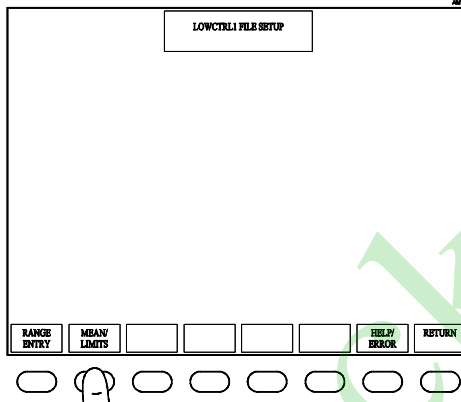 LOWCTRL1 FILE SETUP
RANGE
ENTRY
MEAN/
LIMITS
HELP/
ERROR
RETURN